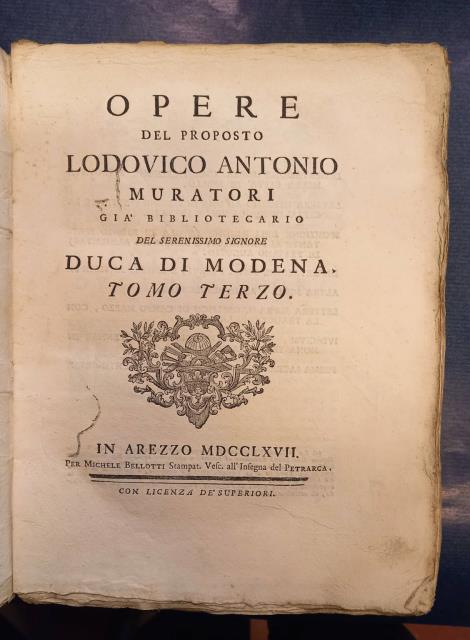 OPERE
DEL PROPOSTO
LODOVICO ANTONIO
MURATORI
GIA' BIBLIOTECARIO
DEL SERENISSIMO SIGNORE
DUCA DI MODENA.
TOMO TERZO.
IN AREZZO MDCCLXVII.
PER MICHELE BELLOTTI Stampat. Vesc. all'Insegna del PETRARCA.
CON LICENZA DE' SUPERIORI.